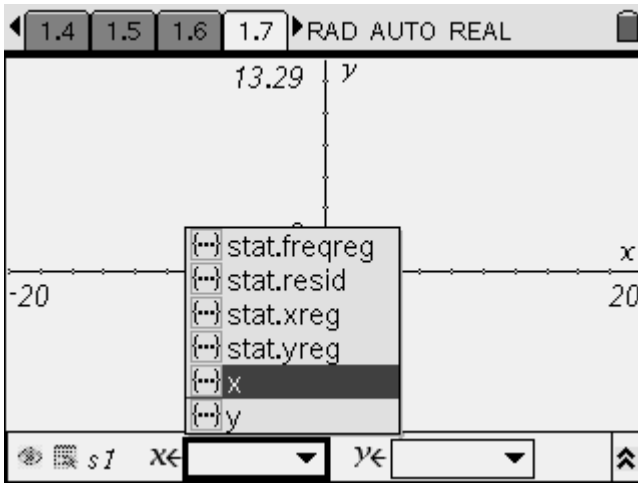 1.4 1.5 1.6 1.7 RAD AUTO REAL
13.29 y
x
-20 20
stat.freqreg
stat.resid
stat.xreg
stat.yreg
x
y
s1 x← y←